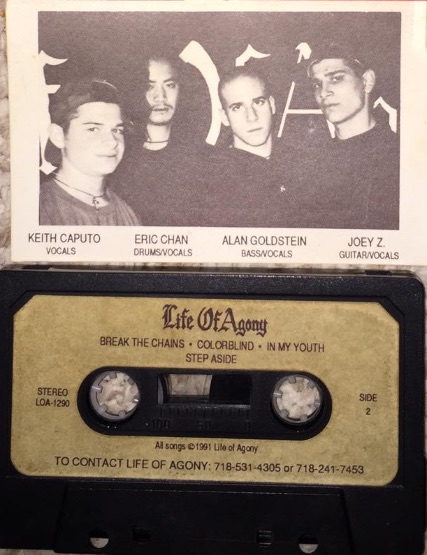 KEITH CAPUTO ERIC CHAN ALAN GOLDSTEIN JOEY Z.
VOCALS DRUMS/VOCALS BASS/VOCALS GUITAR/VOCALS
Life Of Agony
BREAK THE CHAINS • COLORBLIND • IN MY YOUTH
STEP ASIDE
STEREO
LOA-1290
SIDE
2
All songs ©1991 Life of Agony
TO CONTACT LIFE OF AGONY: 718-531-4305 or 718-241-7453